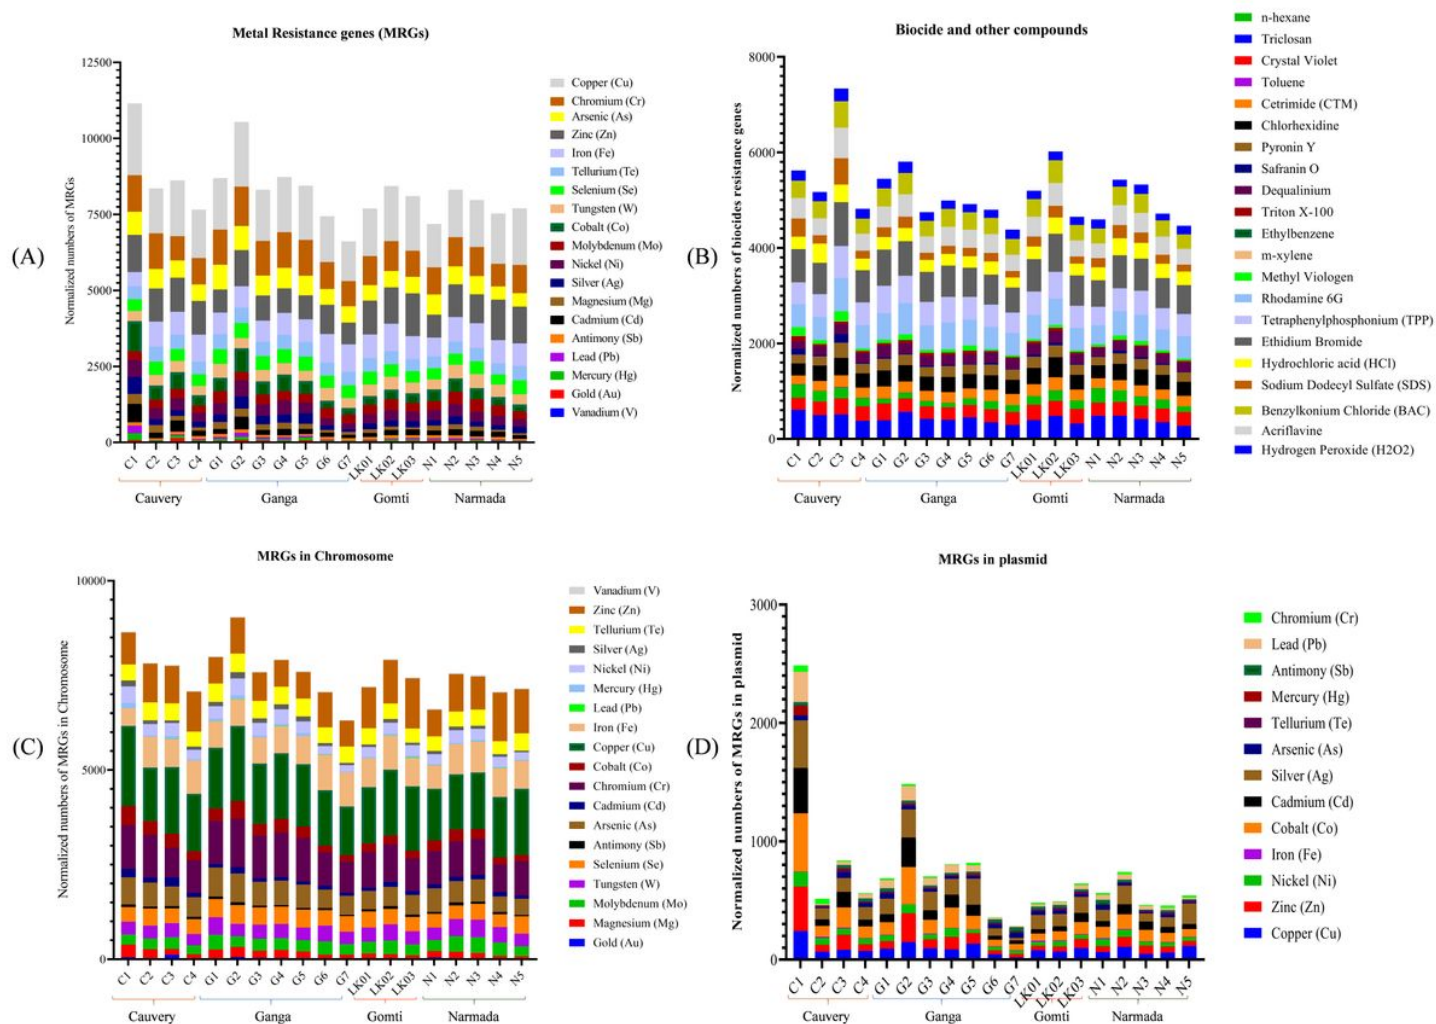 (A)
Metal Resistance genes (MRGs)
Normalized numbers of MRGs
12500
10000
7500
5000
2500
0
C1 C2 C3 C4 G1 G2 G3 G4 G5 G6 G7 LK01 LK02 LK03 N1 N2 N3 N4 N5
Cauvery Ganga Gomti Narmada
Copper (Cu)
Chromium (Cr)
Arsenic (As)
Zinc (Zn)
Iron (Fe)
Tellurium (Te)
Selenium (Se)
Tungsten (W)
Cobalt (Co)
Molybdenum (Mo)
Nickel (Ni)
Silver (Ag)
Magnesium (Mg)
Cadmium (Cd)
Antimony (Sb)
Lead (Pb)
Mercury (Hg)
Gold (Au)
Vanadium (V)
(B)
Biocide and other compounds
Normalized numbers of biocides resistance genes
8000
6000
4000
2000
0
C1 C2 C3 C4 G1 G2 G3 G4 G5 G6 G7 LK01 LK02 LK03 N1 N2 N3 N4 N5
Cauvery Ganga Gomti Narmada
n-hexane
Triclosan
Crystal Violet
Toluene
Cetrimide (CTM)
Chlorhexidine
Pyronin Y
Safranin O
Dequalinium
Triton X-100
Ethylbenzene
m-xylene
Methyl Viologen
Rhodamine 6G
Tetraphenylphosphonium (TPP)
Ethidium Bromide
Hydrochloric acid (HCl)
Sodium Dodecyl Sulfate (SDS)
Benzylkonium Chloride (BAC)
Acriflavine
Hydrogen Peroxide (H2O2)
(C)
MRGs in Chromosome
Normalized numbers of MRGs in Chromosome
10000
5000
0
C1 C2 C3 C4 G1 G2 G3 G4 G5 G6 G7 LK01 LK02 LK03 N1 N2 N3 N4 N5
Cauvery Ganga Gomti Narmada
Vanadium (V)
Zinc (Zn)
Tellurium (Te)
Silver (Ag)
Nickel (Ni)
Mercury (Hg)
Lead (Pb)
Iron (Fe)
Copper (Cu)
Cobalt (Co)
Chromium (Cr)
Cadmium (Cd)
Arsenic (As)
Antimony (Sb)
Selenium (Se)
Tungsten (W)
Molybdenum (Mo)
Magnesium (Mg)
Gold (Au)
(D)
MRGs in plasmid
Normalized numbers of MRGs in plasmid
3000
2000
1000
0
C1 C2 C3 C4 G1 G2 G3 G4 G5 G6 G7 LK01 LK02 LK03 N1 N2 N3 N4 N5
Cauvery Ganga Gomti Narmada
Chromium (Cr)
Lead (Pb)
Antimony (Sb)
Mercury (Hg)
Tellurium (Te)
Arsenic (As)
Silver (Ag)
Cadmium (Cd)
Cobalt (Co)
Iron (Fe)
Nickel (Ni)
Zinc (Zn)
Copper (Cu)